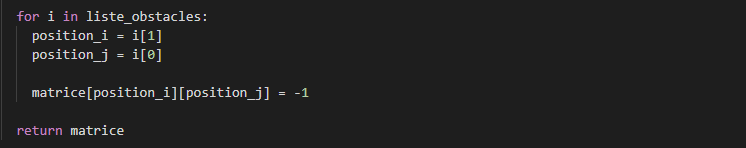 for i in liste_obstacles:
  position_i = i[1]
  position_j = i[0]
  matrice[position_i][position_j] = -1
return matrice